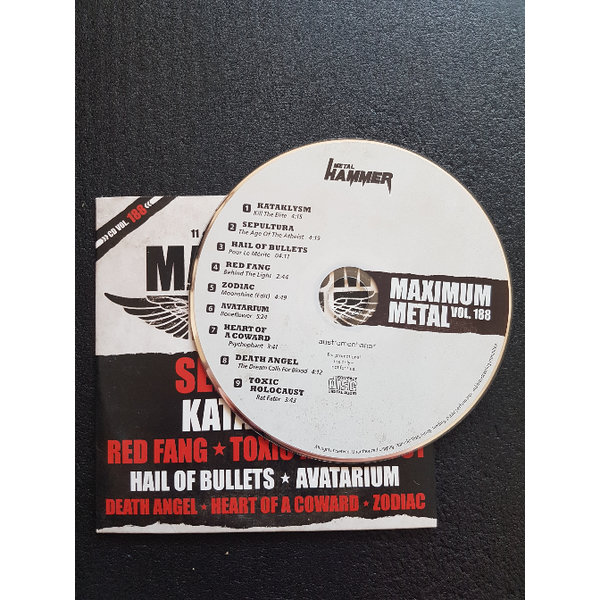 METAL
HAMMER
1 KATAKLYSM
Kill The Elite 4:15
2 SEPULTURA
The Age Of The Atheist 4:19
3 HAIL OF BULLETS
Pour Le Mérite 04:11
4 RED FANG
Behind The Light 2:44
5 ZODIAC
Moonshine (Edit) 4:49
6 AVATARIUM
Boneflower 5:24
7 HEART OF
A COWARD
Psychophant 3:41
8 DEATH ANGEL
The Dream Calls For Blood 4:12
9 TOXIC
HOLOCAUST
Rat Eater 3:43
MAXIMUM
METAL VOL. 188
COMPACT
disc
DIGITAL AUDIO
>> CD VOL. 188 <<
11
MA
SE
KATA
RED FANG ★ TOXIC
HAIL OF BULLETS ★ AVATARIUM
DEATH ANGEL ★ HEART OF A COWARD ★ ZODIAC